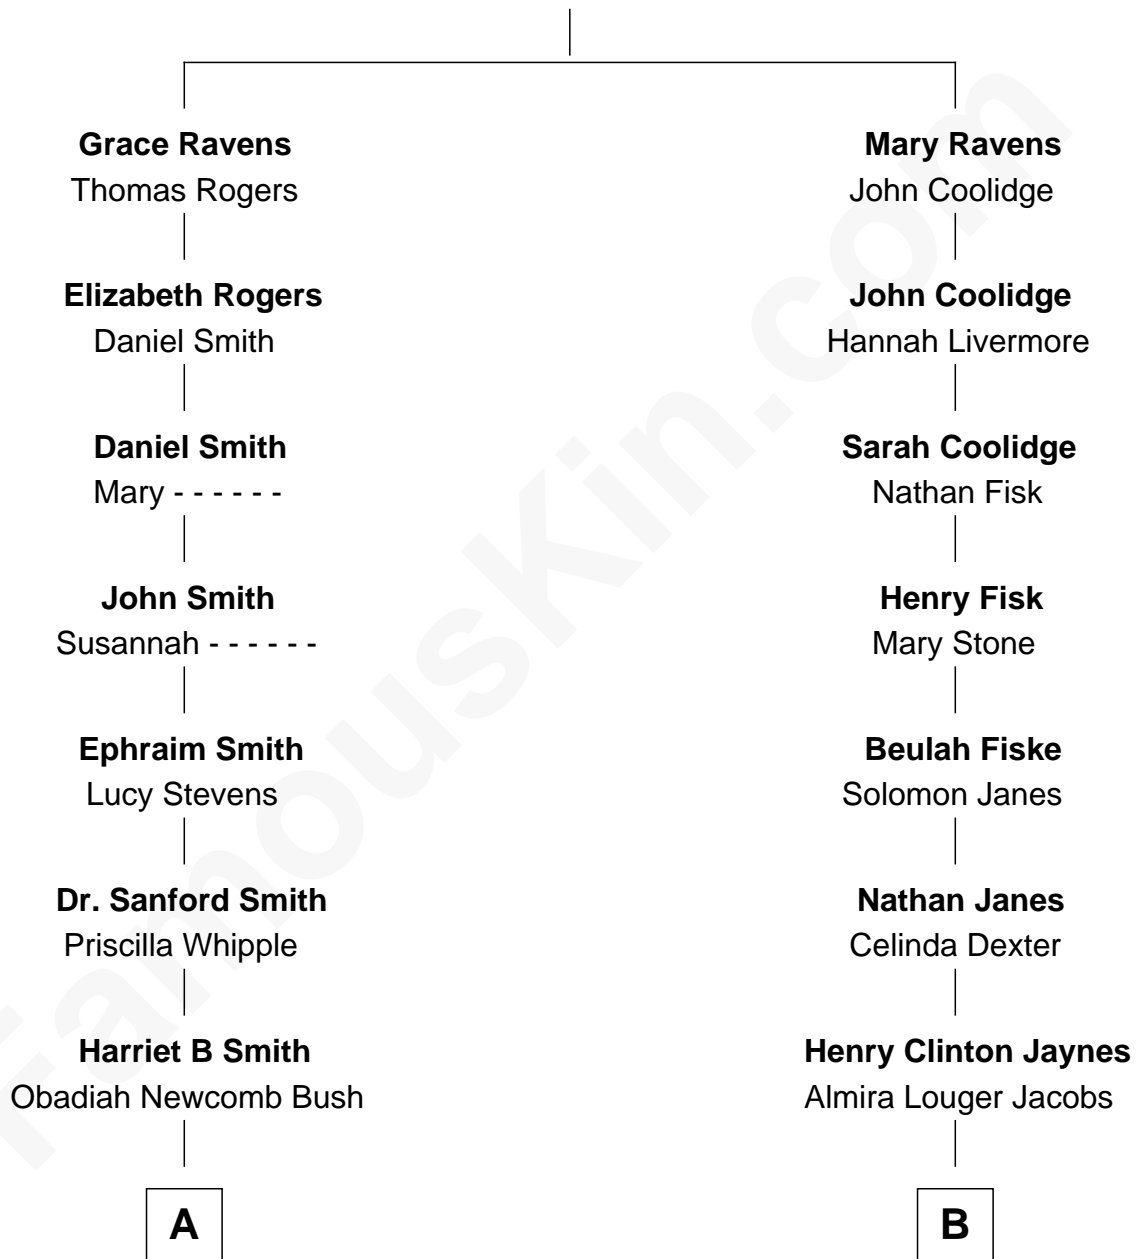 Grace Ravens
Thomas Rogers
Mary Ravens
John Coolidge
Elizabeth Rogers
Daniel Smith
John Coolidge
Hannah Livermore
Daniel Smith
Mary - - - - - -
Sarah Coolidge
Nathan Fisk
John Smith
Susannah - - - - - -
Henry Fisk
Mary Stone
Ephraim Smith
Lucy Stevens
Beulah Fiske
Solomon Janes
Dr. Sanford Smith
Priscilla Whipple
Nathan Janes
Celinda Dexter
Harriet B Smith
Obadiah Newcomb Bush
Henry Clinton Jaynes
Almira Louger Jacobs
A
B
FamousKin.com